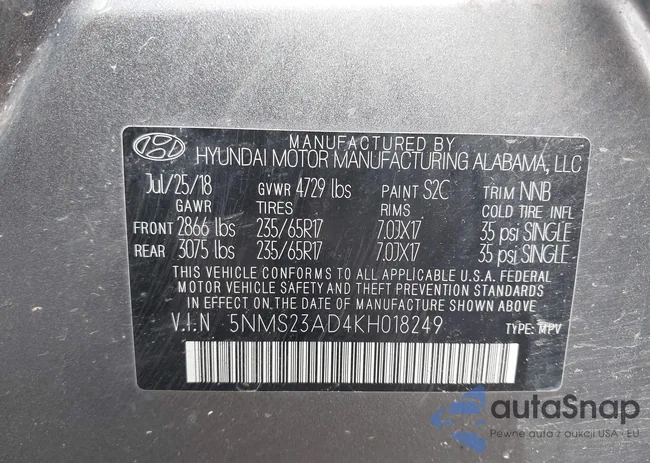 MANUFACTURED BY
HYUNDAI MOTOR MANUFACTURING ALABAMA, LLC
Jul/25/18 GVWR 4729 lbs PAINT S2C TRIM NNB
GAWR TIRES RIMS COLD TIRE INFL
FRONT 2866 lbs 235/65R17 7.0JX17 35 psi SINGLE
REAR 3075 lbs 235/65R17 7.0JX17 35 psi SINGLE
THIS VEHICLE CONFORMS TO ALL APPLICABLE U.S.A. FEDERAL
MOTOR VEHICLE SAFETY AND THEFT PREVENTION STANDARDS
IN EFFECT ON THE DATE OF MANUFACTURE SHOWN ABOVE
V.I.N 5NMS23AD4KH018249 TYPE: MPV
autaSnap
Pewne auta z aukcji USA i EU